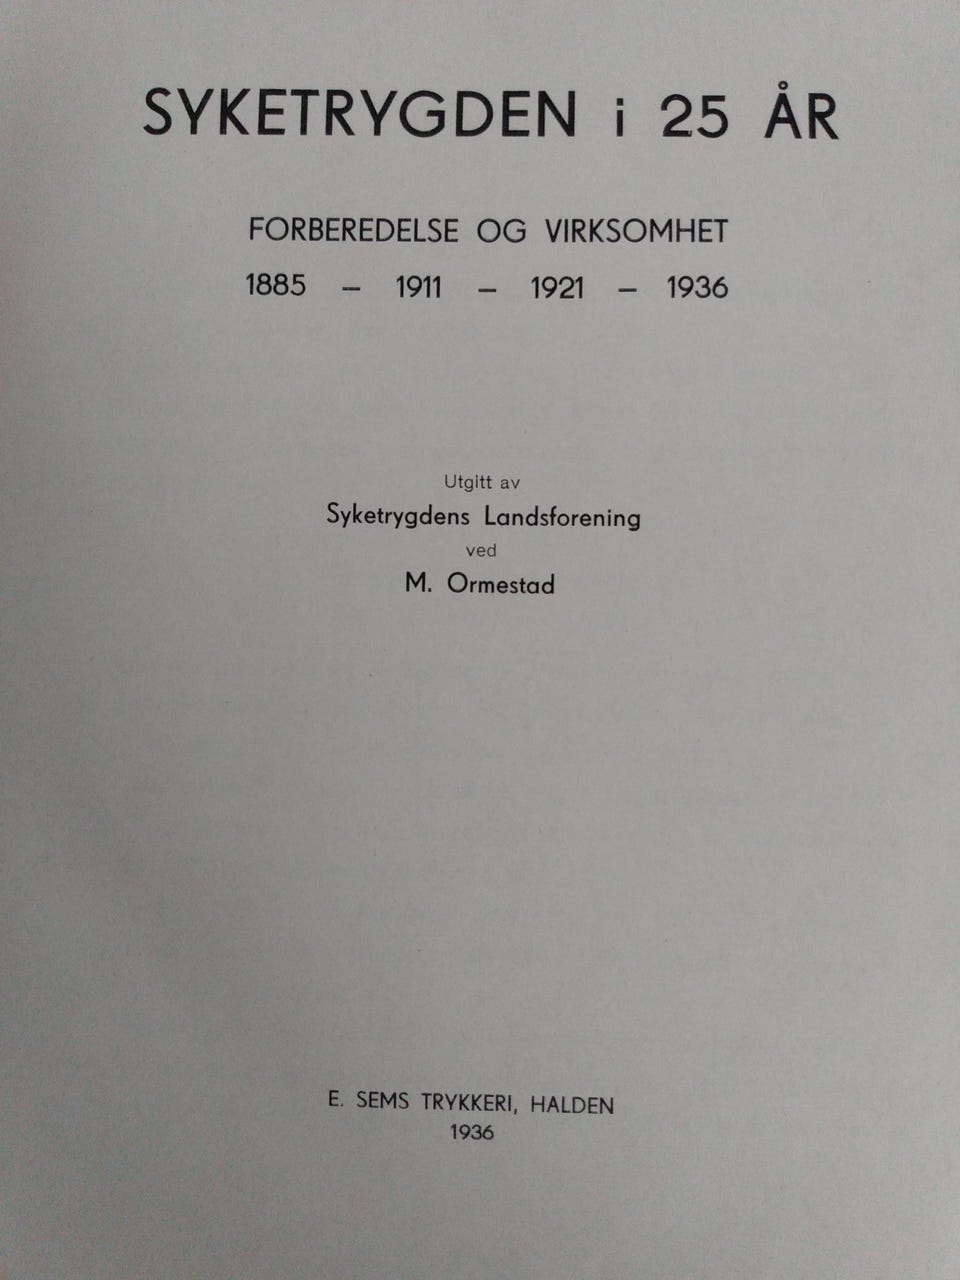 SYKETRYGDEN i 25 ÅR
FORBEREDELSE OG VIRKSOMHET
1885 – 1911 – 1921 – 1936
Utgitt av
Syketrygdens Landsforening
ved
M. Ormestad
E. SEMS TRYKKERI, HALDEN
1936